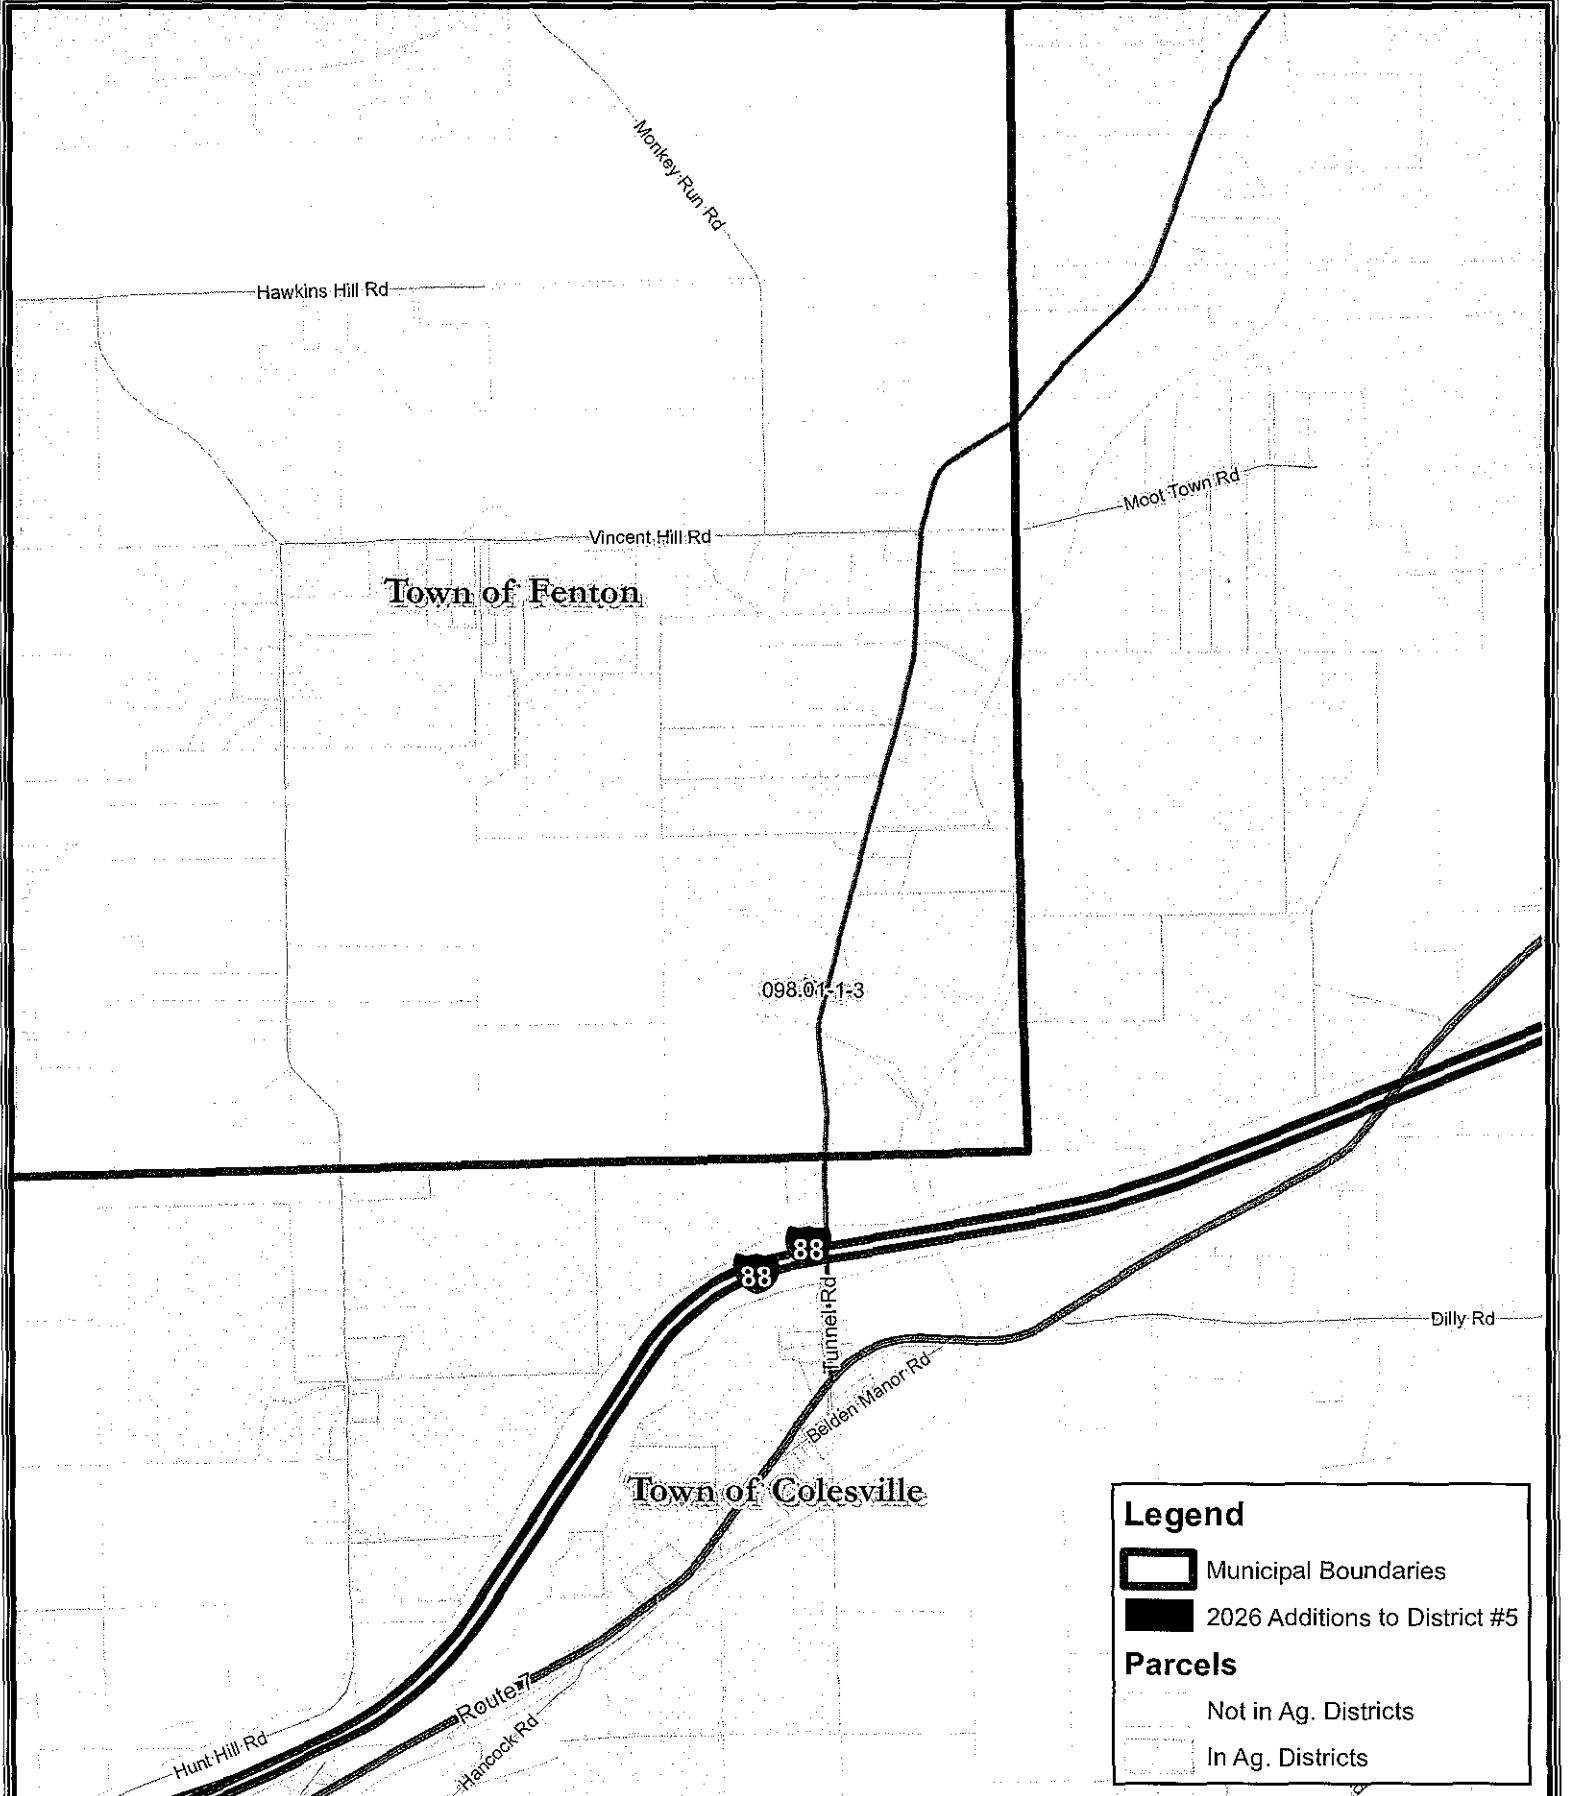 Monkey Run Rd
Hawkins Hill Rd
Moot Town Rd
Vincent Hill Rd
Town of Fenton
098.01-1-3
88
88
Tunnel Rd
Dilly Rd
Belden Manor Rd
Town of Colesville
Route 7
Hancock Rd
Hunt Hill Rd
Legend
Municipal Boundaries
2026 Additions to District #5
Parcels
Not in Ag. Districts
In Ag. Districts